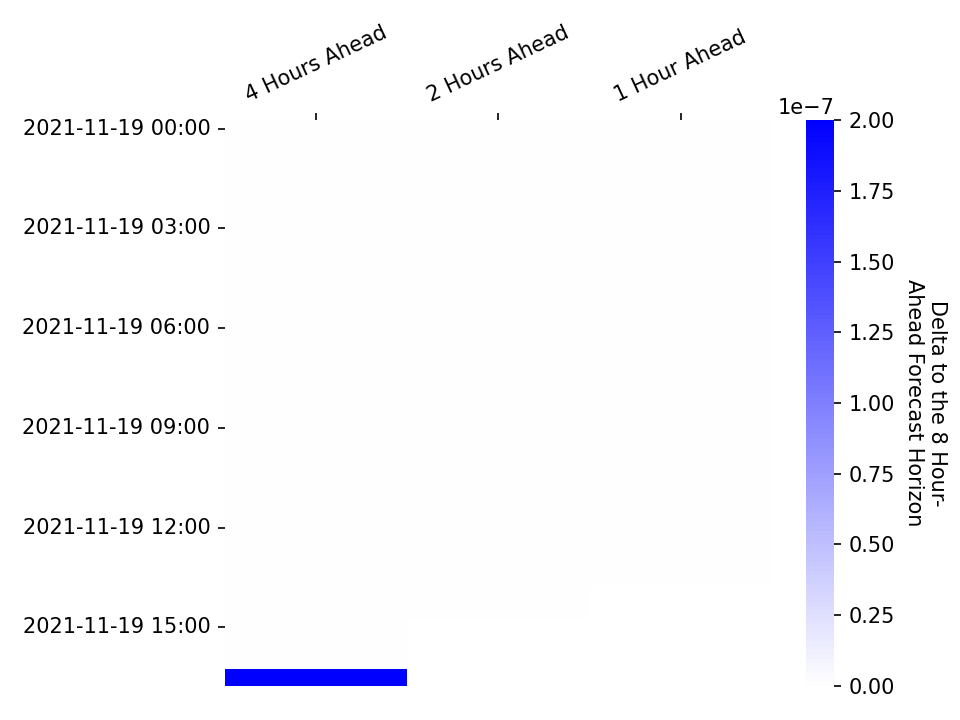 4 Hours Ahead
2 Hours Ahead
1 Hour Ahead
2021-11-19 00:00
2021-11-19 03:00
2021-11-19 06:00
2021-11-19 09:00
2021-11-19 12:00
2021-11-19 15:00
1e−7
2.00
1.75
1.50
1.25
1.00
0.75
0.50
0.25
0.00
Delta to the 8 Hour-
Ahead Forecast Horizon